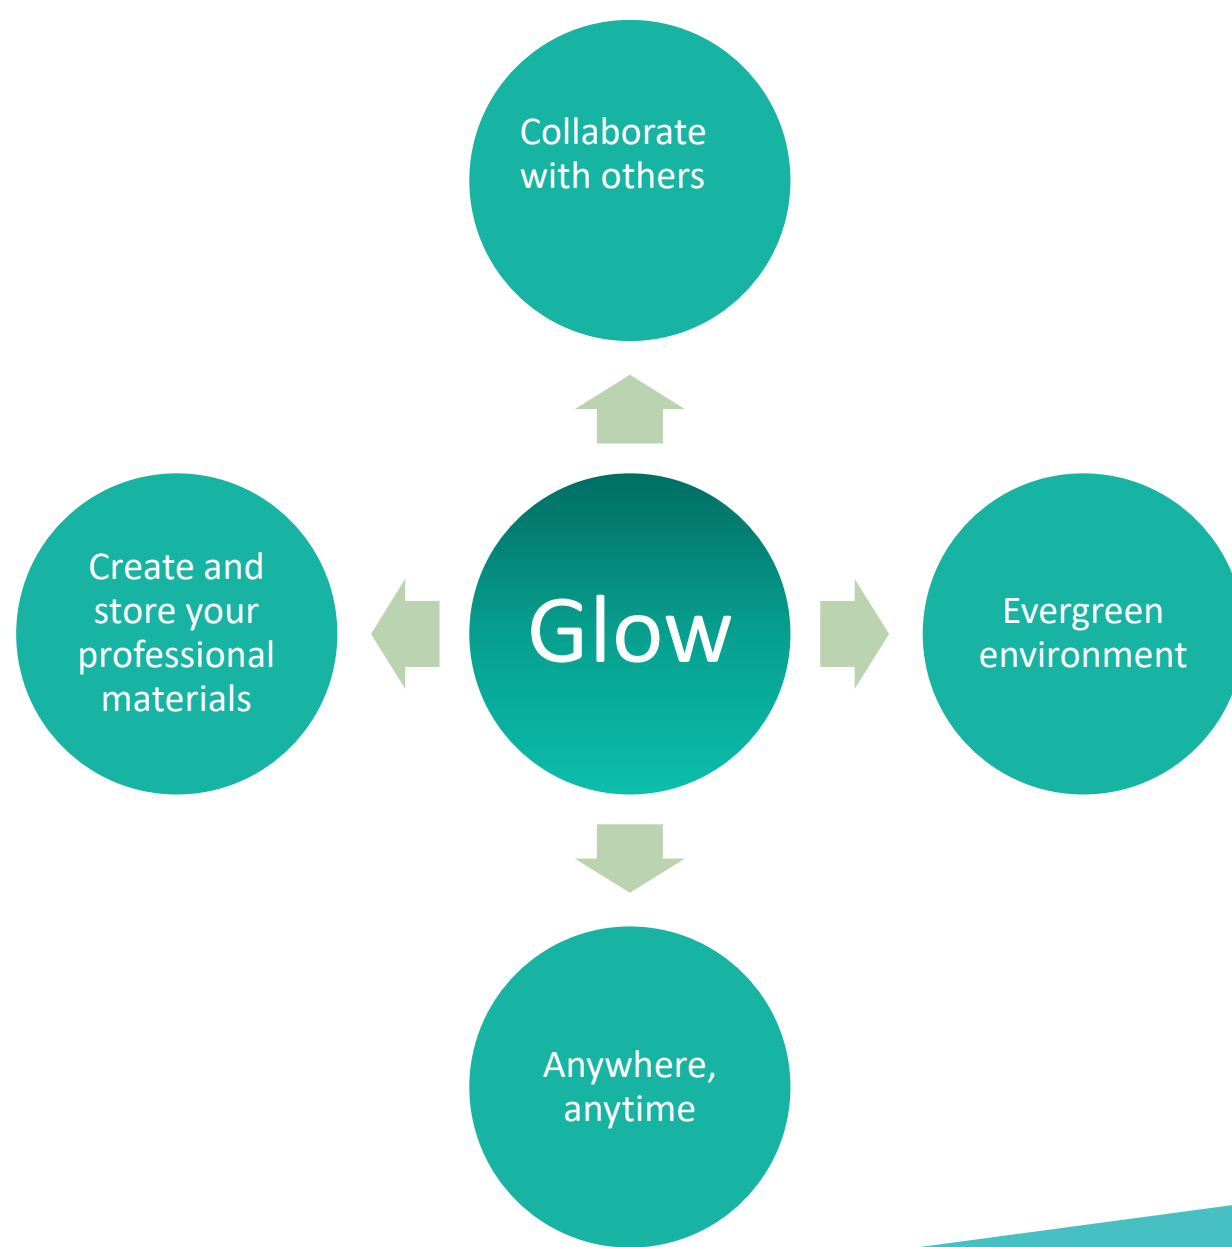 Collaborate
with others
Create and
store your
professional
materials
Glow
Evergreen
environment
Anywhere,
anytime